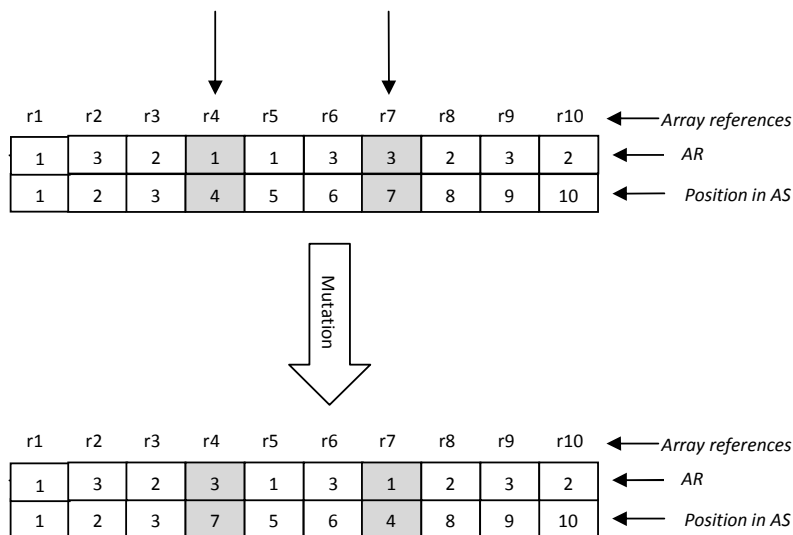 r1 r2 r3 r4 r5 r6 r7 r8 r9 r10 Array references
1 3 2 1 1 3 3 2 3 2 AR
1 2 3 4 5 6 7 8 9 10 Position in AS
Mutation
r1 r2 r3 r4 r5 r6 r7 r8 r9 r10 Array references
1 3 2 3 1 3 1 2 3 2 AR
1 2 3 7 5 6 4 8 9 10 Position in AS